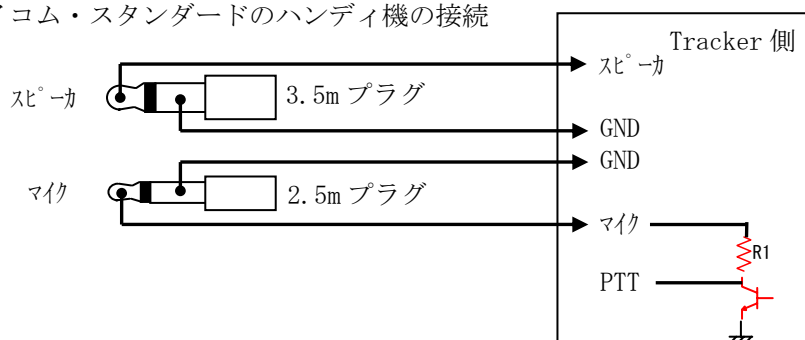 コム・スタンダードのハンディ機の接続
Tracker 側
スピーカ
スピーカ
3.5m プラグ
GND
GND
マイク
2.5m プラグ
マイク
R1
PTT